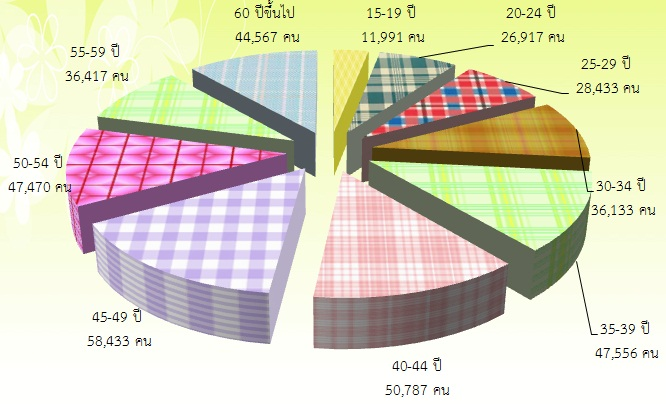 60 ปีขึ้นไป
44,567 คน
15-19 ปี
11,991 คน
20-24 ปี
26,917 คน
25-29 ปี
28,433 คน
30-34 ปี
36,133 คน
35-39 ปี
47,556 คน
40-44 ปี
50,787 คน
45-49 ปี
58,433 คน
50-54 ปี
47,470 คน
55-59 ปี
36,417 คน